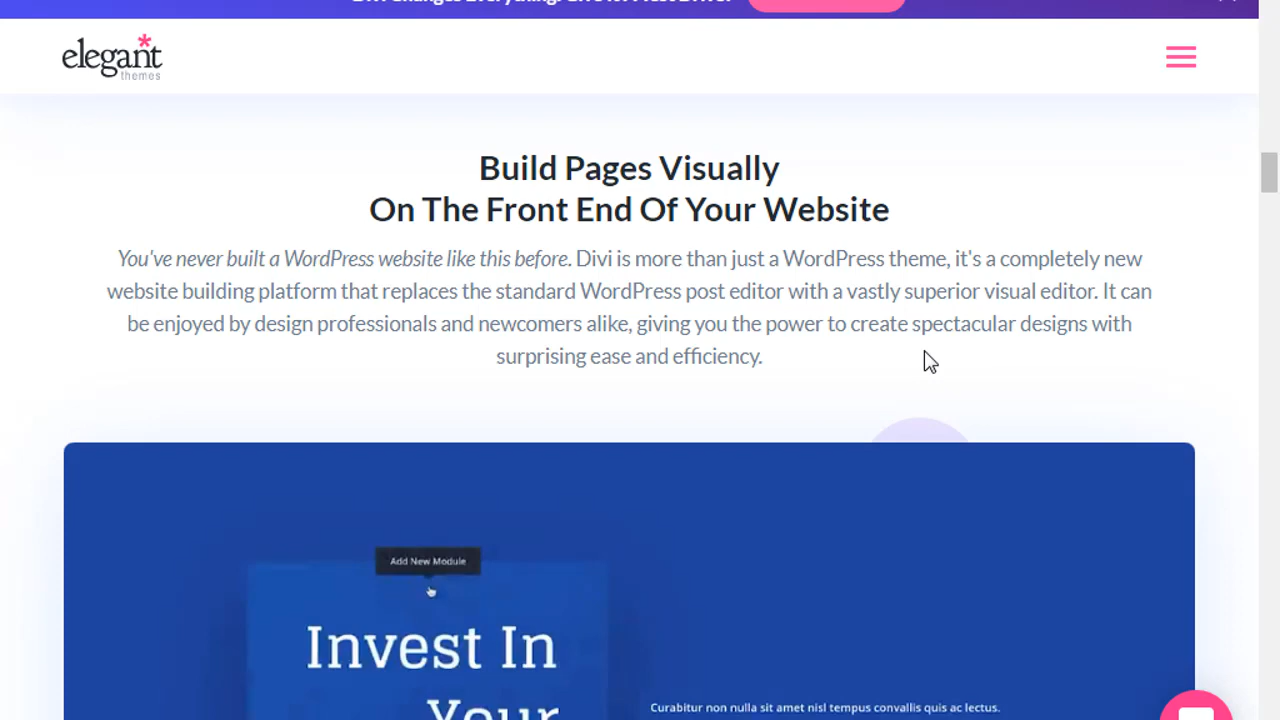 elegant
themes
Build Pages Visually
On The Front End Of Your Website
You've never built a WordPress website like this before. Divi is more than just a WordPress theme, it's a completely new
website building platform that replaces the standard WordPress post editor with a vastly superior visual editor. It can
be enjoyed by design professionals and newcomers alike, giving you the power to create spectacular designs with
surprising ease and efficiency.
Add New Module
Invest In
Your
Curabitur non nulla sit amet nisl tempus convallis quis ac lectus.